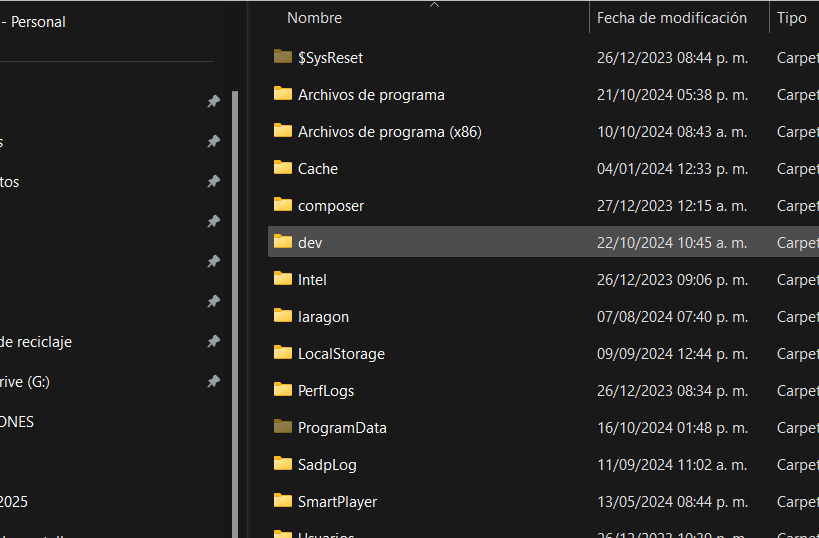 - Personal
s
tos
de reciclaje
rive (G:)
ONES
2025
Nombre Fecha de modificación Tipo
$SysReset 26/12/2023 08:44 p. m. Carpet
Archivos de programa 21/10/2024 05:38 p. m. Carpet
Archivos de programa (x86) 10/10/2024 08:43 a. m. Carpet
Cache 04/01/2024 12:33 p. m. Carpet
composer 27/12/2023 12:15 a. m. Carpet
dev 22/10/2024 10:45 a. m. Carpet
Intel 26/12/2023 09:06 p. m. Carpet
laragon 07/08/2024 07:40 p. m. Carpet
LocalStorage 09/09/2024 12:44 p. m. Carpet
PerfLogs 26/12/2023 08:34 p. m. Carpet
ProgramData 16/10/2024 01:48 p. m. Carpet
SadpLog 11/09/2024 11:02 a. m. Carpet
SmartPlayer 13/05/2024 08:44 p. m. Carpet
Usuarios 26/12/2023 10:39 p. m. Carpet